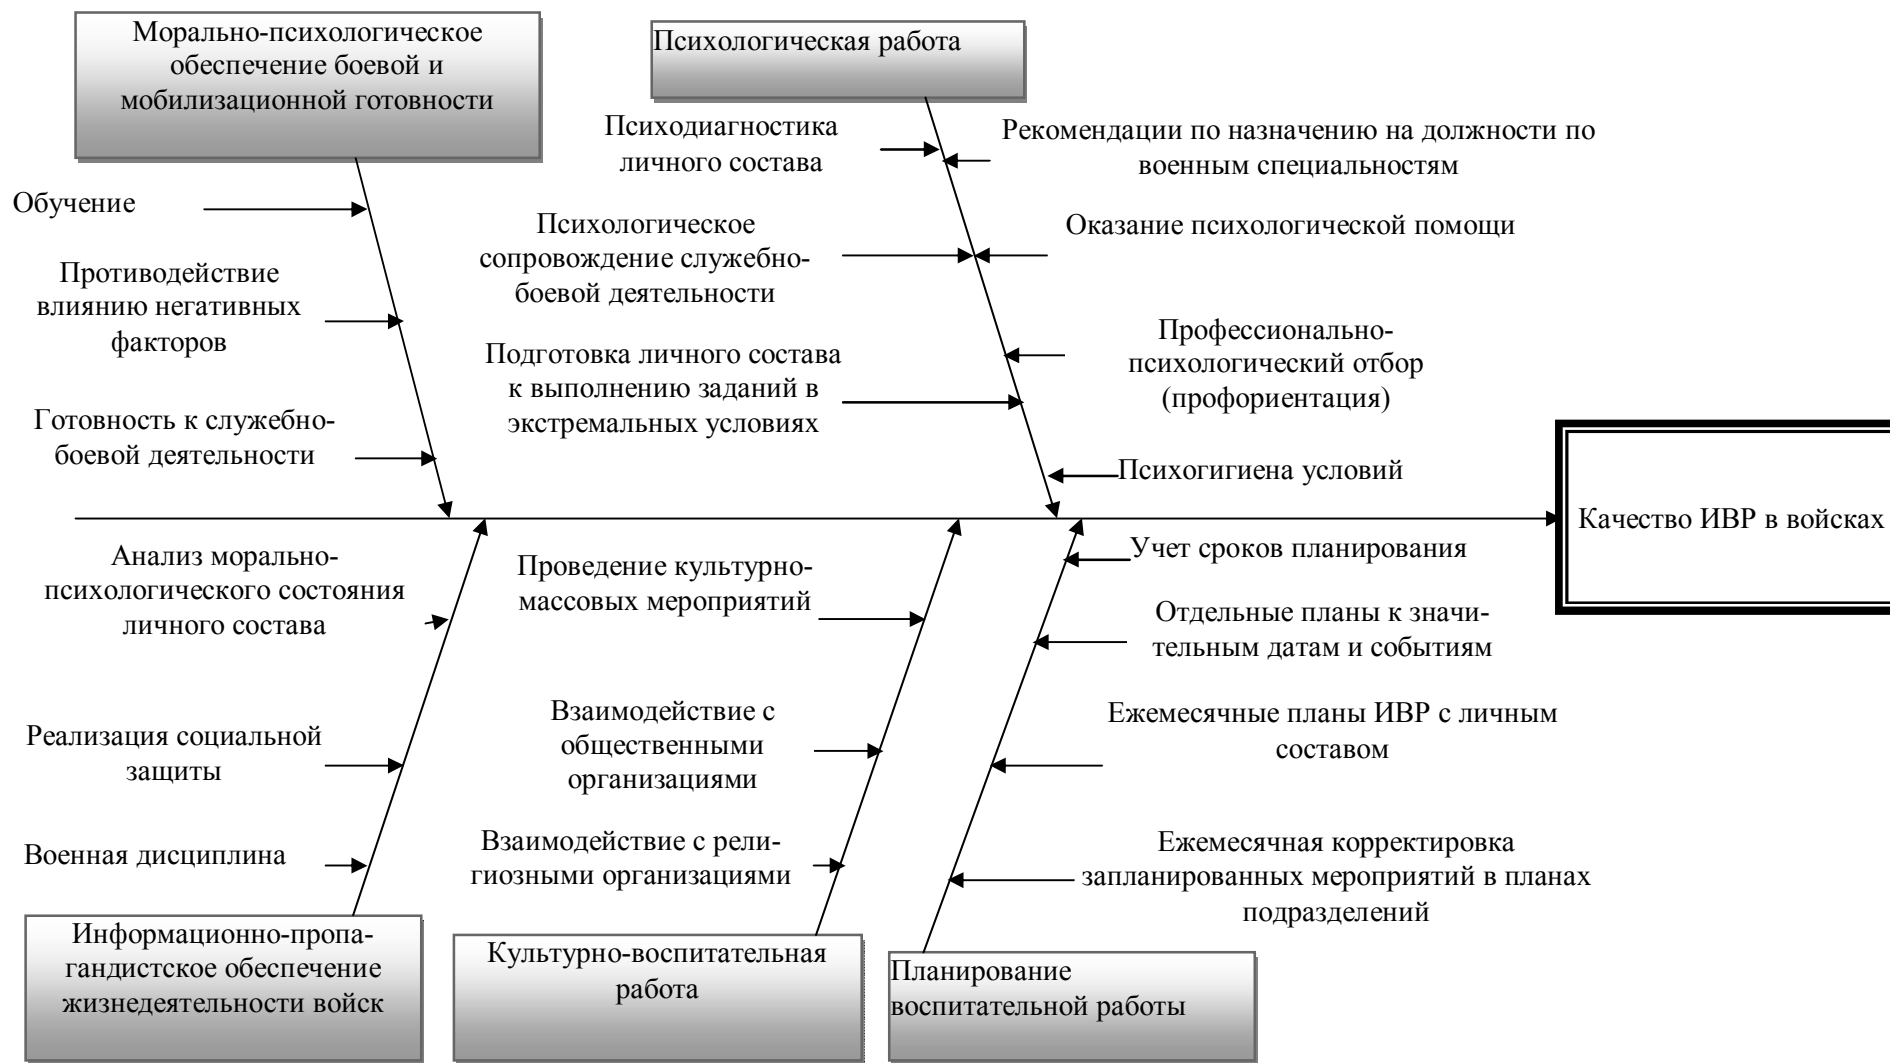 Морально-психологическое
обеспечение боевой и
мобилизационной готовности
Психологическая работа
Психодиагностика
личного состава
Рекомендации по назначению на должности по
военным специальностям
Обучение
Психологическое
сопровождение служебно-
боевой деятельности
Оказание психологической помощи
Противодействие
влиянию негативных
факторов
Подготовка личного состава
к выполнению заданий в
экстремальных условиях
Профессионально-
психологический отбор
(профориентация)
Готовность к служебно-
боевой деятельности
Психогигиена условий
Качество ИВР в войсках
Анализ морально-
психологического состояния
личного состава
Проведение культурно-
массовых мероприятий
Учет сроков планирования
Отдельные планы к значи-
тельным датам и событиям
Реализация социальной
защиты
Взаимодействие с
общественными
организациями
Ежемесячные планы ИВР с личным
составом
Военная дисциплина
Взаимодействие с рели-
гиозными организациями
Ежемесячная корректировка
запланированных мероприятий в планах
подразделений
Информационно-пропа-
гандистское обеспечение
жизнедеятельности войск
Культурно-воспитательная
работа
Планирование
воспитательной работы